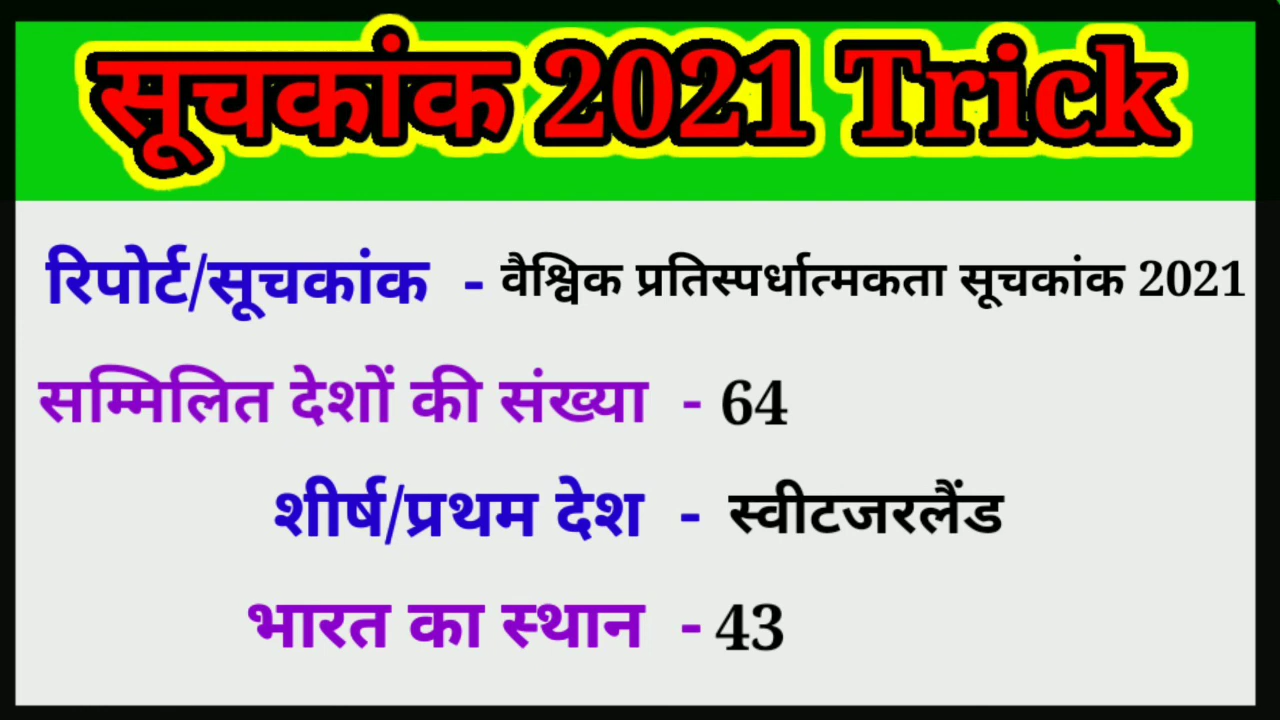 सूचकांक 2021 Trick
रिपोर्ट/सूचकांक - वैश्विक प्रतिस्पर्धात्मकता सूचकांक 2021
सम्मिलित देशों की संख्या - 64
शीर्ष/प्रथम देश - स्वीटजरलैंड
भारत का स्थान - 43